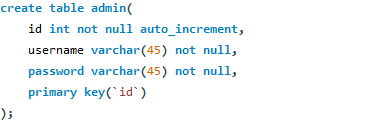 create table admin(
    id int not null auto_increment,
    username varchar(45) not null,
    password varchar(45) not null,
    primary key(`id`)
);